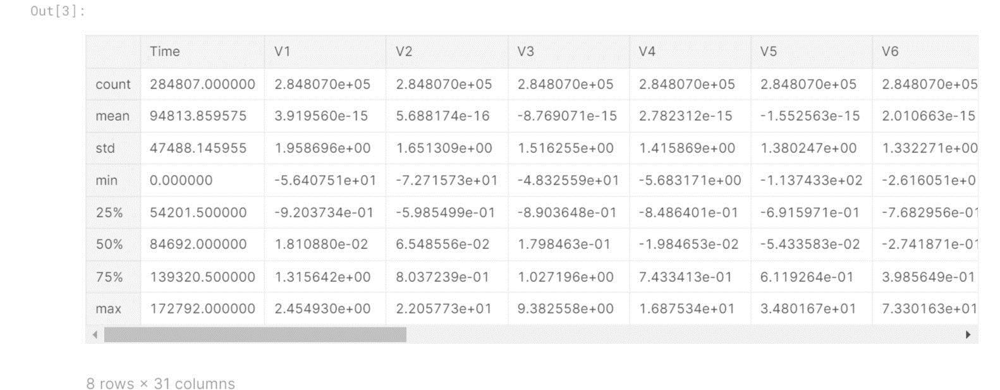 Out[3]:
Time V1 V2 V3 V4 V5 V6
count 284807.000000 2.848070e+05 2.848070e+05 2.848070e+05 2.848070e+05 2.848070e+05 2.848070e+05
mean 94813.859575 3.919560e-15 5.688174e-16 -8.769071e-15 2.782312e-15 -1.552563e-15 2.010663e-15
std 47488.145955 1.958696e+00 1.651309e+00 1.516255e+00 1.415869e+00 1.380247e+00 1.332271e+00
min 0.000000 -5.640751e+01 -7.271573e+01 -4.832559e+01 -5.683171e+00 -1.137433e+02 -2.616051e+0
25% 54201.500000 -9.203734e-01 -5.985499e-01 -8.903648e-01 -8.486401e-01 -6.915971e-01 -7.682956e-01
50% 84692.000000 1.810880e-02 6.548556e-02 1.798463e-01 -1.984653e-02 -5.433583e-02 -2.741871e-01
75% 139320.500000 1.315642e+00 8.037239e-01 1.027196e+00 7.433413e-01 6.119264e-01 3.985649e-01
max 172792.000000 2.454930e+00 2.205773e+01 9.382558e+00 1.687534e+01 3.480167e+01 7.330163e+01
8 rows × 31 columns